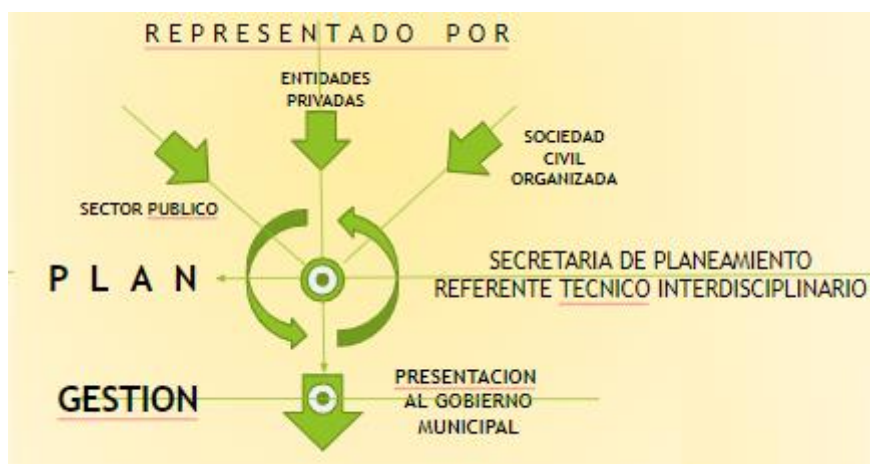 REPRESENTADO POR
ENTIDADES
PRIVADAS
SOCIEDAD
CIVIL
ORGANIZADA
SECTOR PUBLICO
PLAN
SECRETARIA DE PLANEAMIENTO
REFERENTE TECNICO INTERDISCIPLINARIO
GESTION
PRESENTACION
AL GOBIERNO
MUNICIPAL